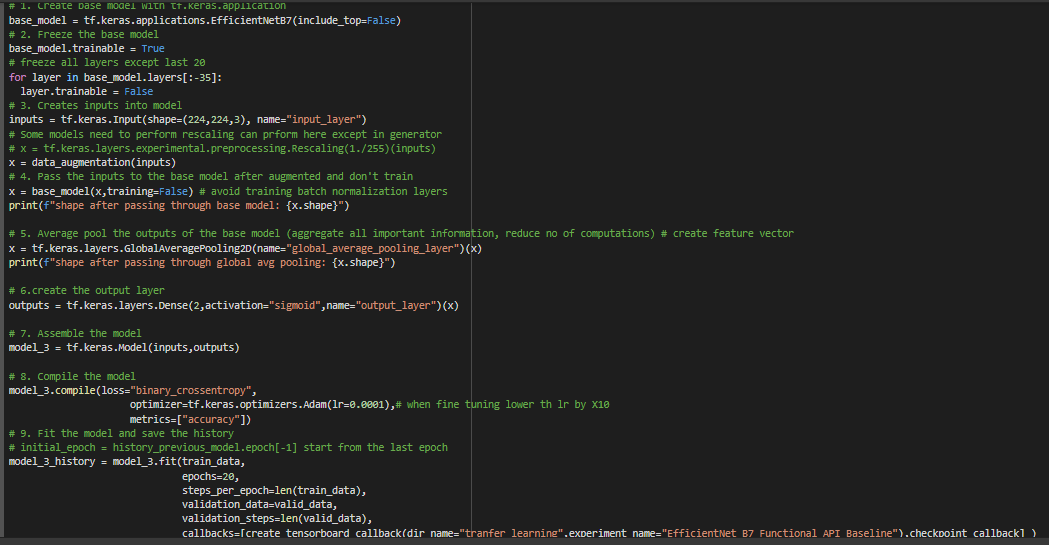 # 1. Create base model with tf.keras.application
base_model = tf.keras.applications.EfficientNetB7(include_top=False)
# 2. Freeze the base model
base_model.trainable = True
# freeze all layers except last 20
for layer in base_model.layers[:-35]:
  layer.trainable = False
# 3. Creates inputs into model
inputs = tf.keras.Input(shape=(224,224,3), name="input_layer")
# Some models need to perform rescaling can prform here except in generator
# x = tf.keras.layers.experimental.preprocessing.Rescaling(1./255)(inputs)
x = data_augmentation(inputs)
# 4. Pass the inputs to the base model after augmented and don't train
x = base_model(x,training=False) # avoid training batch normalization layers
print(f"shape after passing through base model: {x.shape}")
# 5. Average pool the outputs of the base model (aggregate all important information, reduce no of computations) # create feature vector
x = tf.keras.layers.GlobalAveragePooling2D(name="global_average_pooling_layer")(x)
print(f"shape after passing through global avg pooling: {x.shape}")
# 6.create the output layer
outputs = tf.keras.layers.Dense(2,activation="sigmoid",name="output_layer")(x)
# 7. Assemble the model
model_3 = tf.keras.Model(inputs,outputs)
# 8. Compile the model
model_3.compile(loss="binary_crossentropy",
                optimizer=tf.keras.optimizers.Adam(lr=0.0001),# when fine tuning lower th lr by X10
                metrics=["accuracy"])
# 9. Fit the model and save the history
# initial_epoch = history_previous_model.epoch[-1] start from the last epoch
model_3_history = model_3.fit(train_data,
                              epochs=20,
                              steps_per_epoch=len(train_data),
                              validation_data=valid_data,
                              validation_steps=len(valid_data),
                              callbacks=[create_tensorboard_callback(dir_name="tranfer_learning",experiment_name="EfficientNet_B7_Functional_API_Baseline"),checkpoint_callback] )